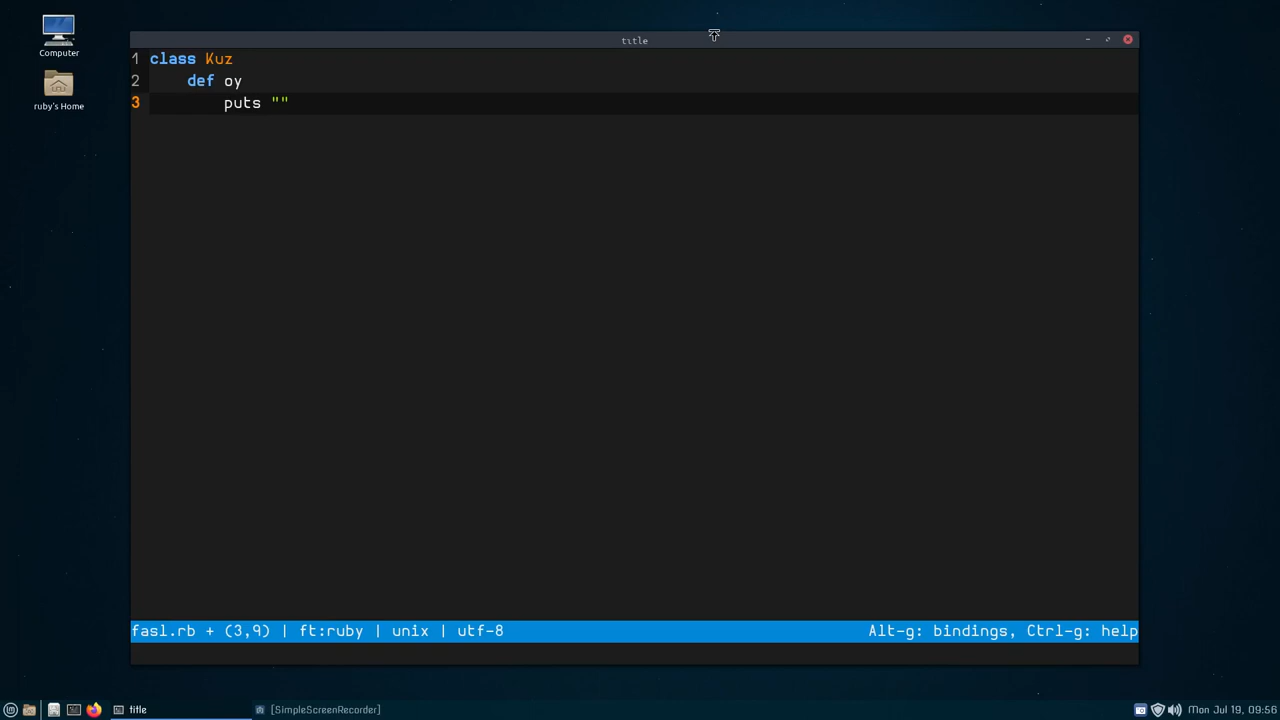 Computer
ruby's Home
title
1 class Kuz
2     def oy
3         puts ""
fasl.rb + (3,9) | ft:ruby | unix | utf-8
Alt-g: bindings, Ctrl-g: help
title
[SimpleScreenRecorder]
Mon Jul 19, 09:56